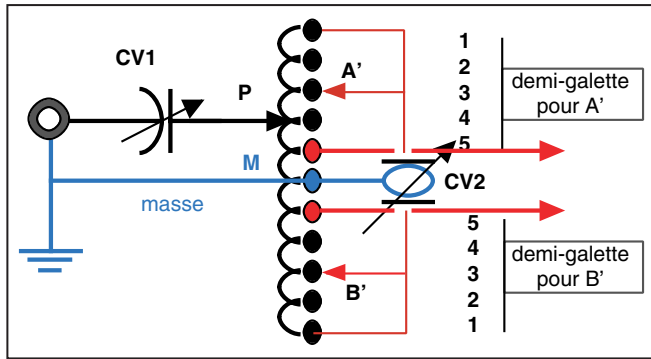 CV1
P
A'
1
2
3
4
5
demi-galette
pour A'
M
masse
CV2
5
4
3
2
1
demi-galette
pour B'
B'